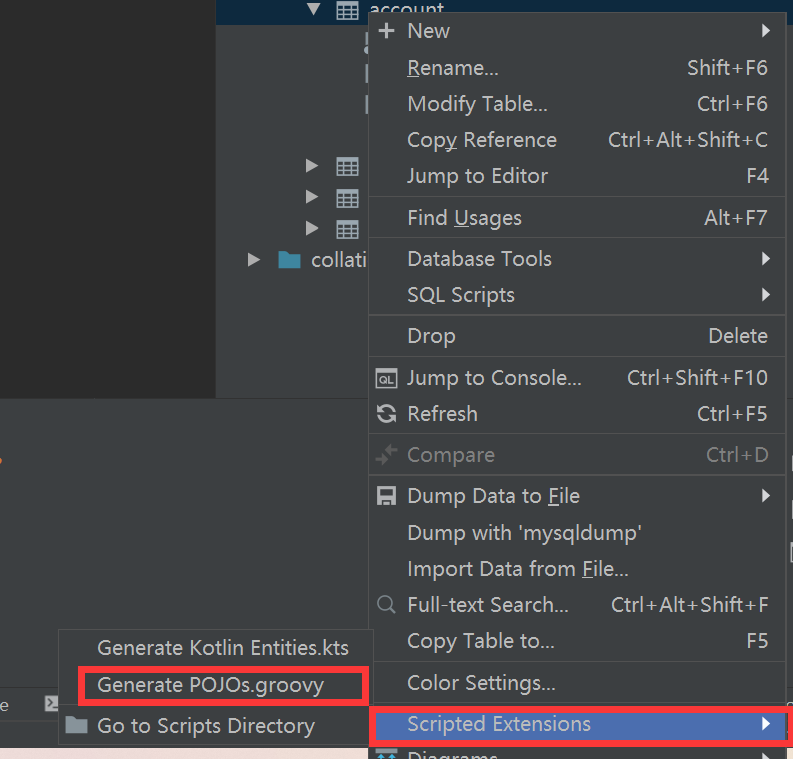 account
New
Rename... Shift+F6
Modify Table... Ctrl+F6
Copy Reference Ctrl+Alt+Shift+C
Jump to Editor F4
Find Usages Alt+F7
collati
Database Tools
SQL Scripts
Drop Delete
QL Jump to Console... Ctrl+Shift+F10
Refresh Ctrl+F5
Compare Ctrl+D
Dump Data to File
Dump with 'mysqldump'
Import Data from File...
Full-text Search... Ctrl+Alt+Shift+F
Copy Table to... F5
Color Settings...
Scripted Extensions
Diagrams
Generate Kotlin Entities.kts
Generate POJOs.groovy
Go to Scripts Directory
e